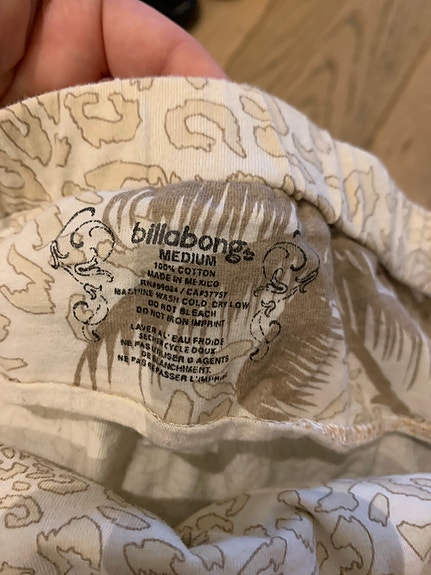 billabong
MEDIUM
100% COTTON
MADE IN MEXICO
MACHINE WASH COLD DRY LOW
DO NOT BLEACH
DO NOT IRON IMPRINT
LAVER A L'EAU FROIDE
SECHER CYCLE DOUX
NE PAS UTILISER D AGENTS
DE BLANCHIMENT.
NE PAS REPASSER L'IMPRIM